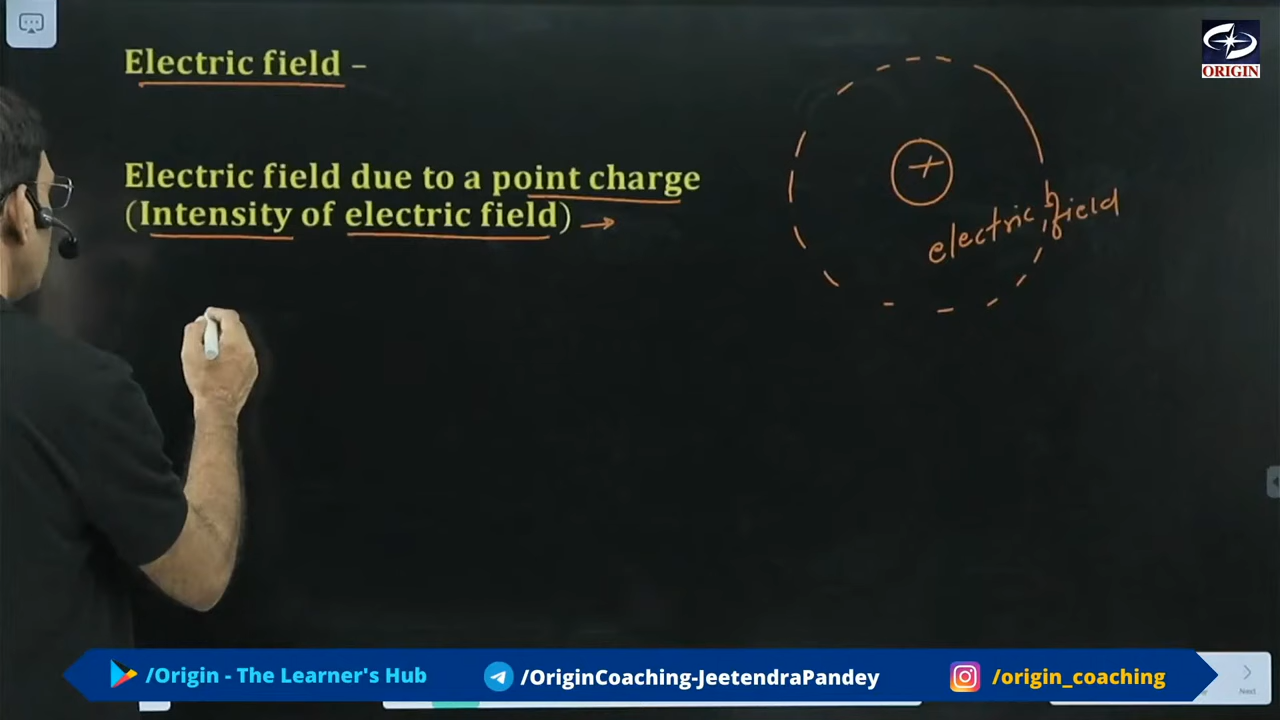 Electric field –
ORIGIN
Electric field due to a point charge
(Intensity of electric field) →
+
electric field
/Origin - The Learner's Hub
/OriginCoaching-JeetendraPandey
/origin_coaching
Next